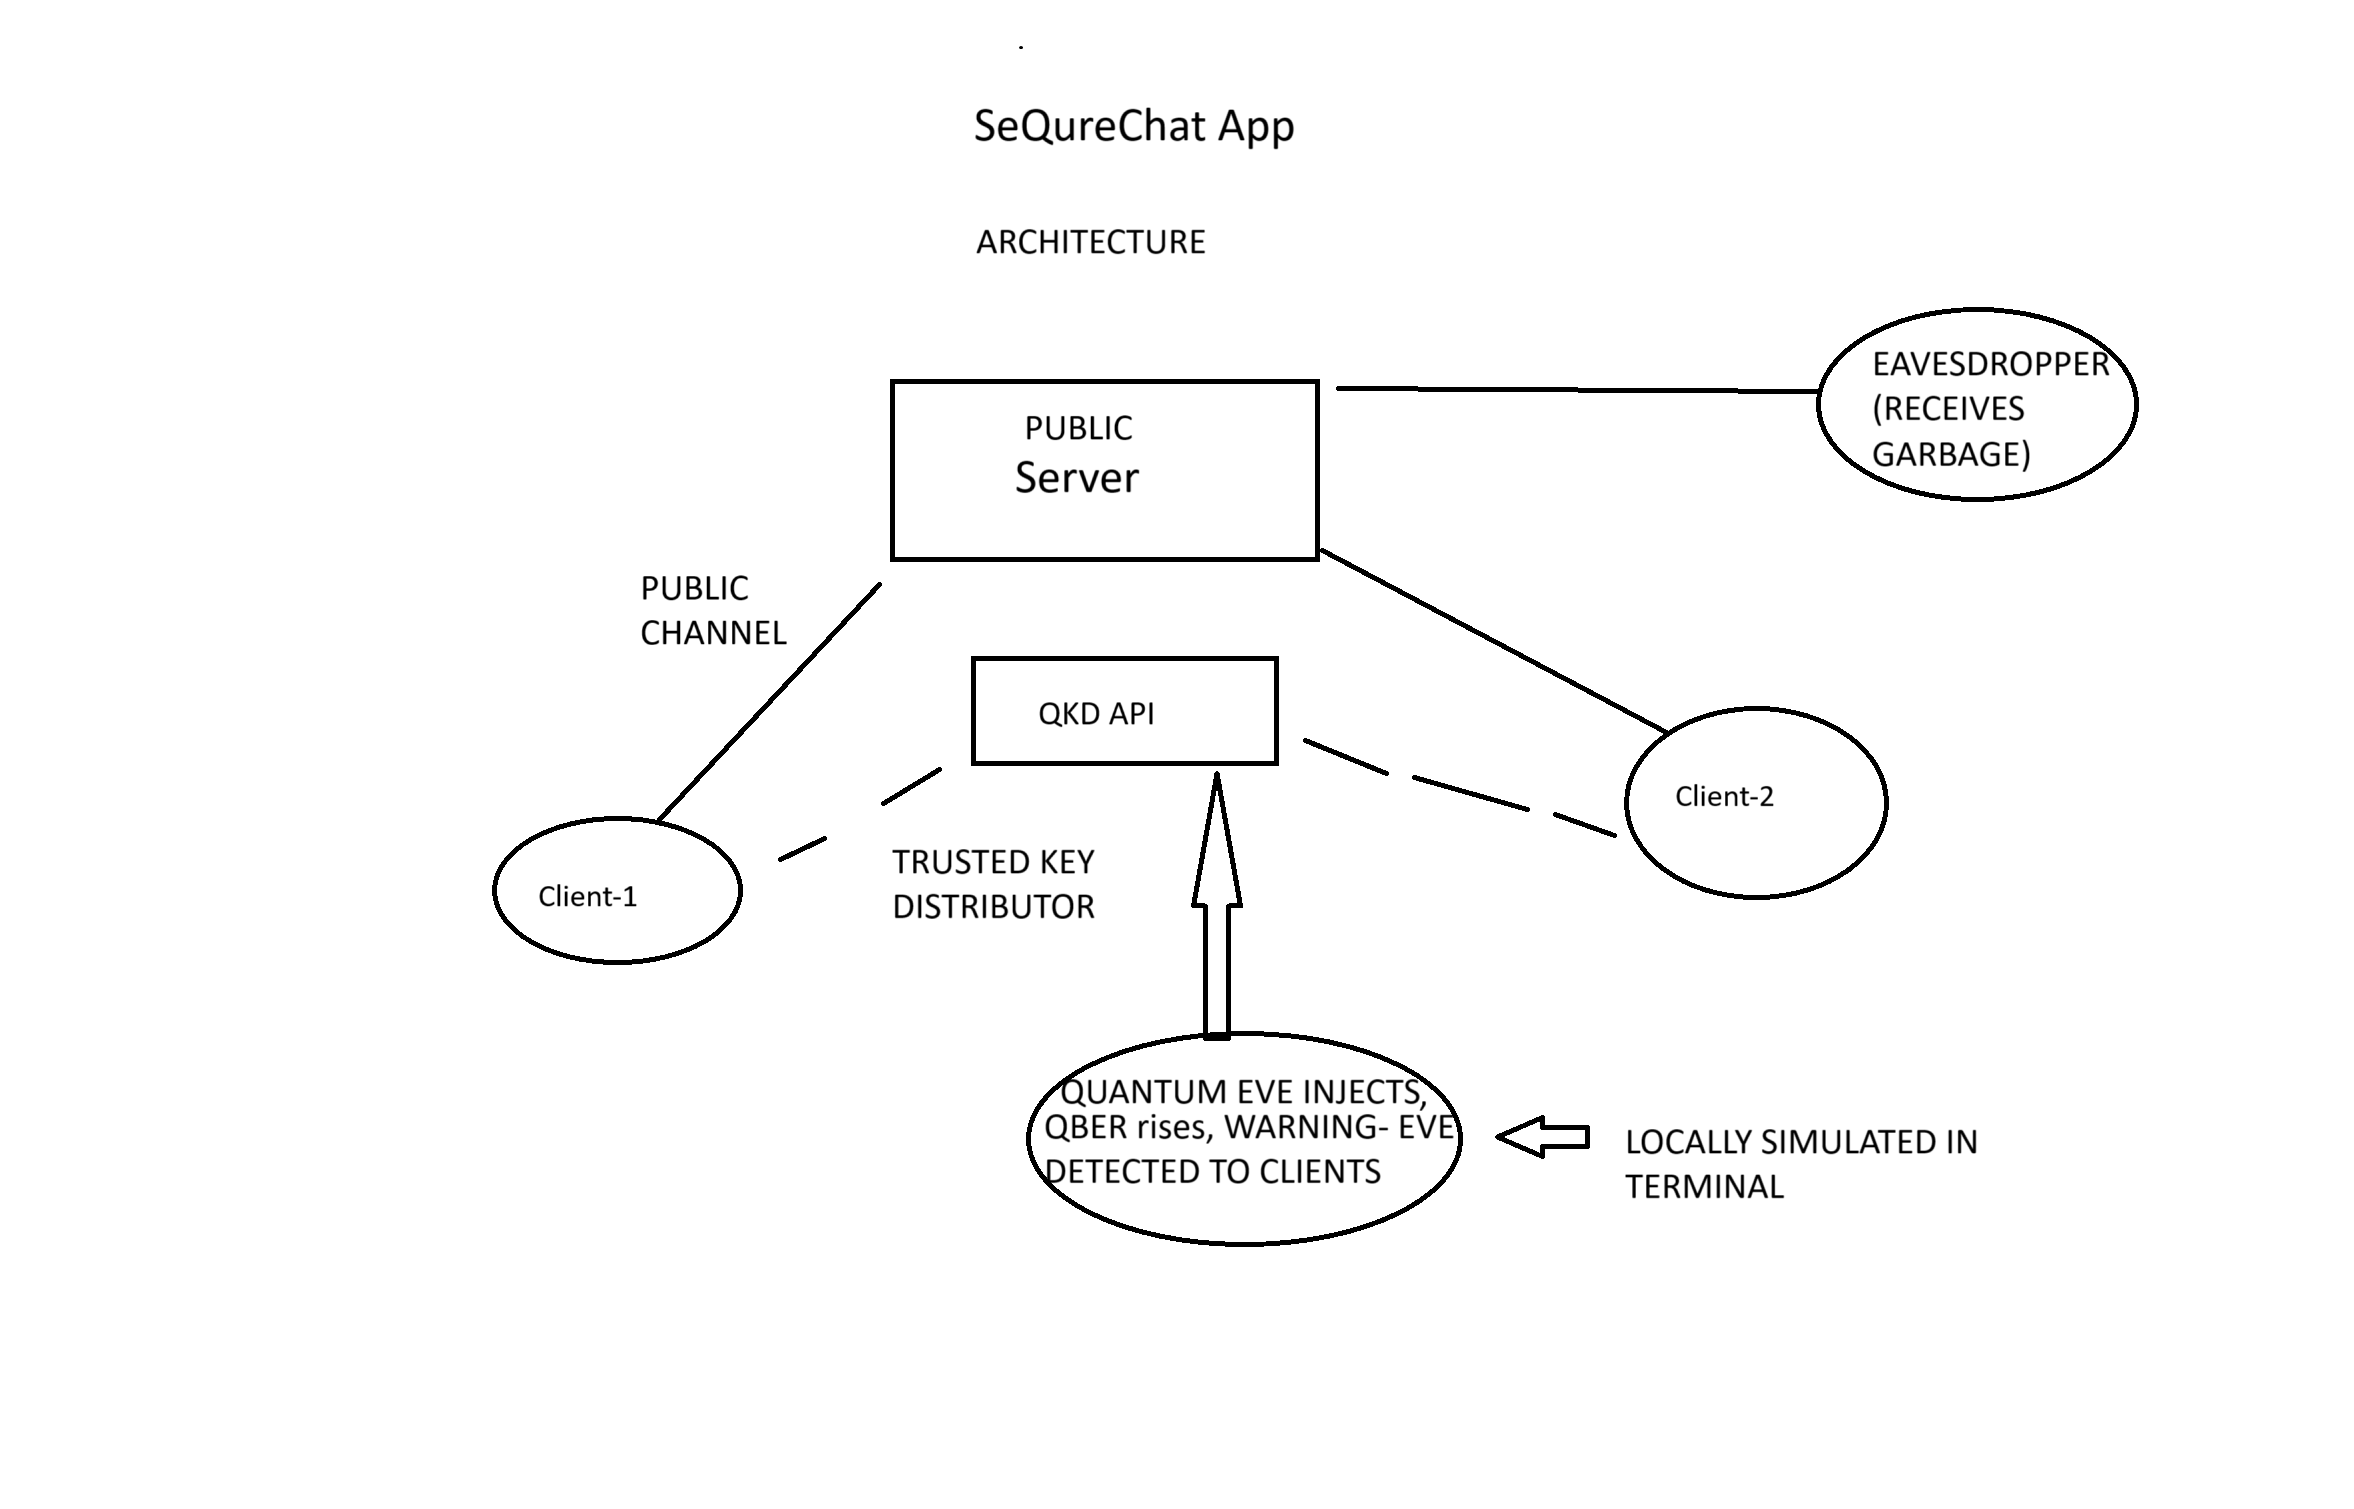 SeQureChat App
ARCHITECTURE
EAVESDROPPER
(RECEIVES
GARBAGE)
PUBLIC
Server
PUBLIC
CHANNEL
QKD API
Client-2
TRUSTED KEY
DISTRIBUTOR
Client-1
QUANTUM EVE INJECTS,
QBER rises, WARNING- EVE
DETECTED TO CLIENTS
LOCALLY SIMULATED IN
TERMINAL